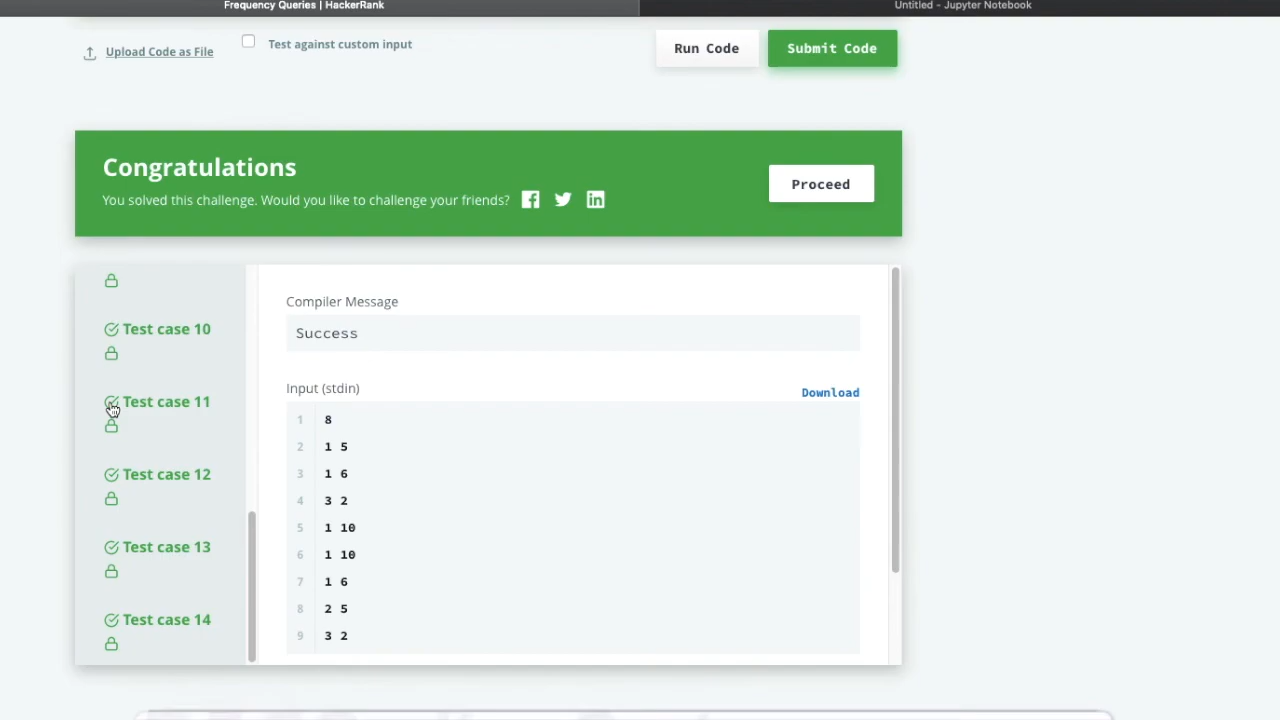 Frequency Queries | HackerRank
Untitled - Jupyter Notebook
Upload Code as File
Test against custom input
Run Code
Submit Code
Congratulations
You solved this challenge. Would you like to challenge your friends?
Proceed
Test case 10
Test case 11
Test case 12
Test case 13
Test case 14
Compiler Message
Success
Input (stdin)
Download
1 8
2 1 5
3 1 6
4 3 2
5 1 10
6 1 10
7 1 6
8 2 5
9 3 2